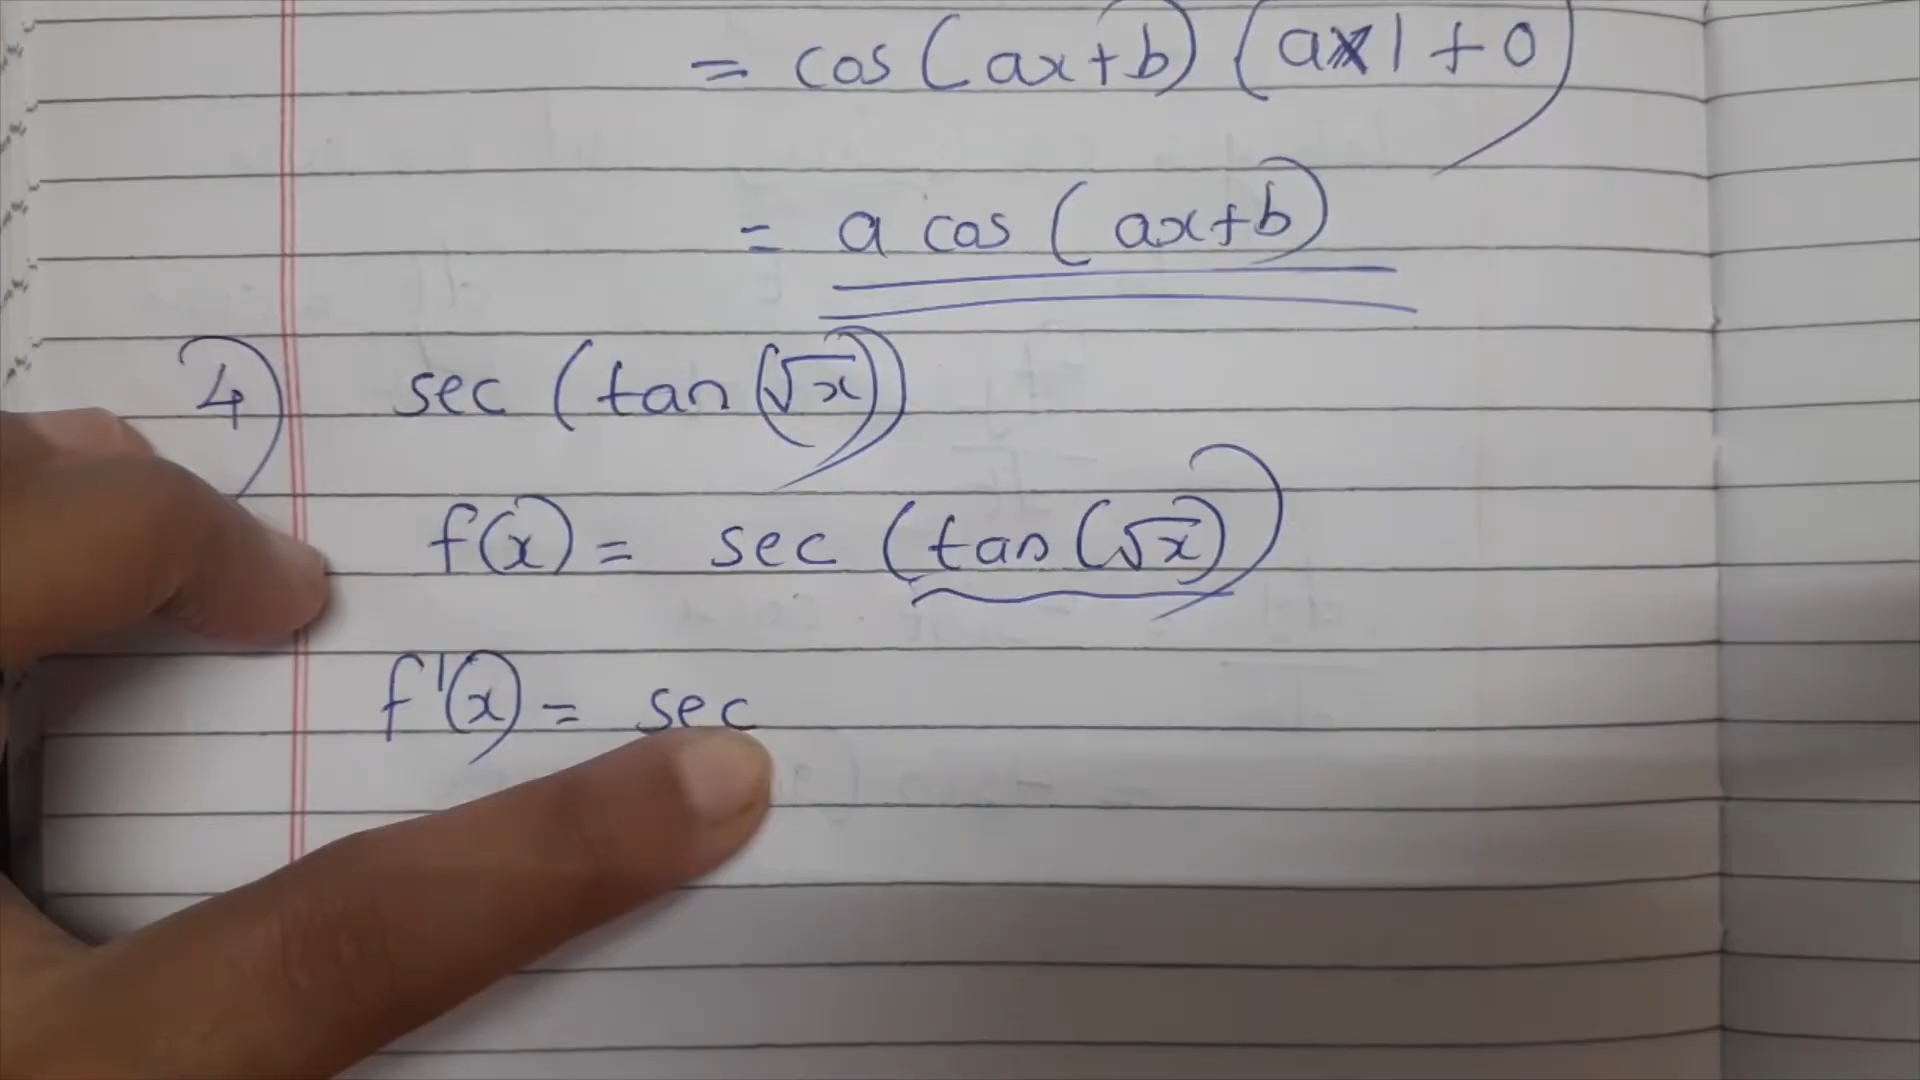 = cos (ax+b) (a×1 + 0)
= a cos (ax+b)
4) sec (tan (√x))
f(x) = sec (tan (√x))
f'(x) = sec